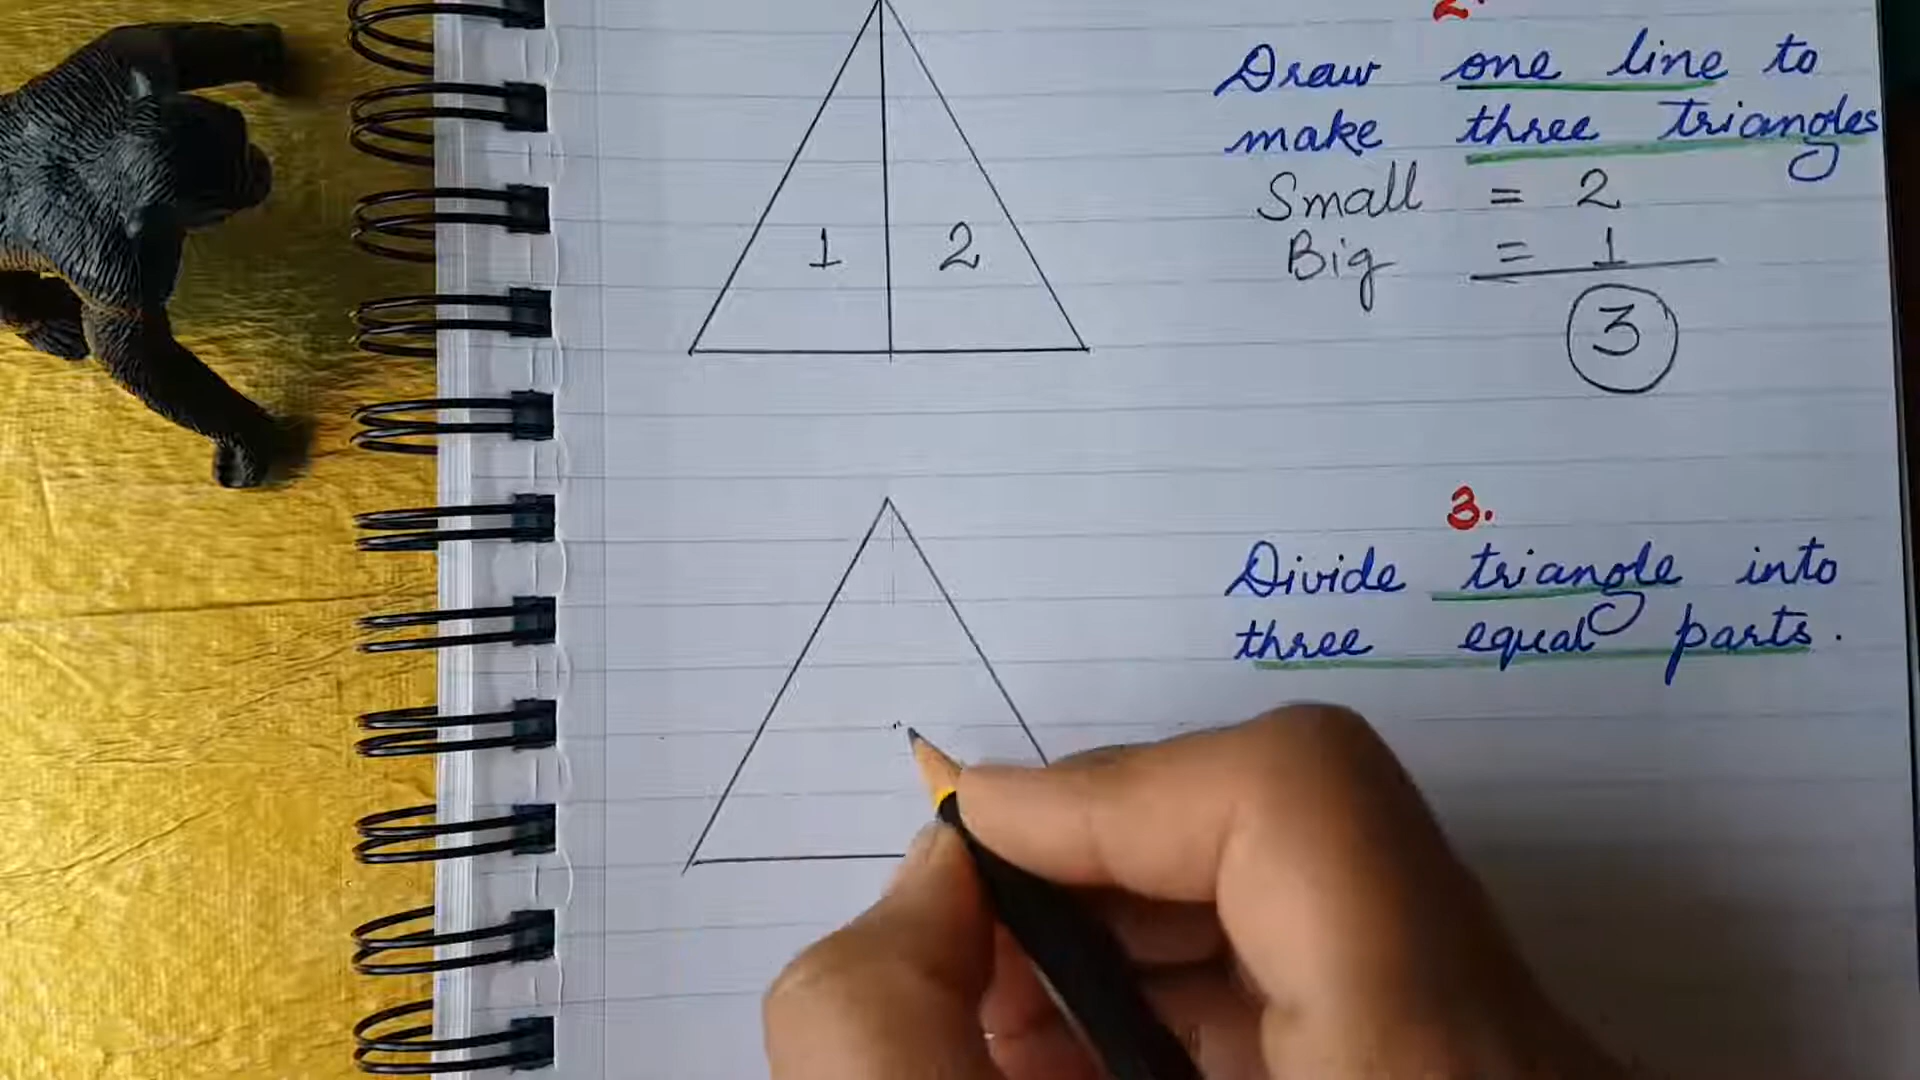 2.
Draw one line to
make three triangles
Small = 2
Big = 1
3
1 2
3.
Divide triangle into
three equal parts.